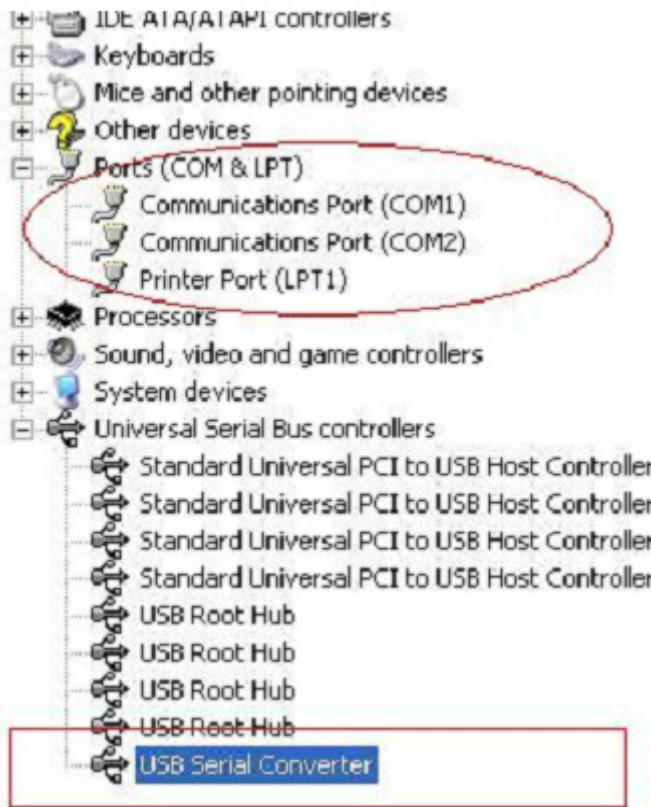 IDE ATA/ATAPI controllers
Keyboards
Mice and other pointing devices
Other devices
Ports (COM & LPT)
Communications Port (COM1)
Communications Port (COM2)
Printer Port (LPT1)
Processors
Sound, video and game controllers
System devices
Universal Serial Bus controllers
Standard Universal PCI to USB Host Controller
Standard Universal PCI to USB Host Controller
Standard Universal PCI to USB Host Controller
Standard Universal PCI to USB Host Controller
USB Root Hub
USB Root Hub
USB Root Hub
USB Root Hub
USB Serial Converter